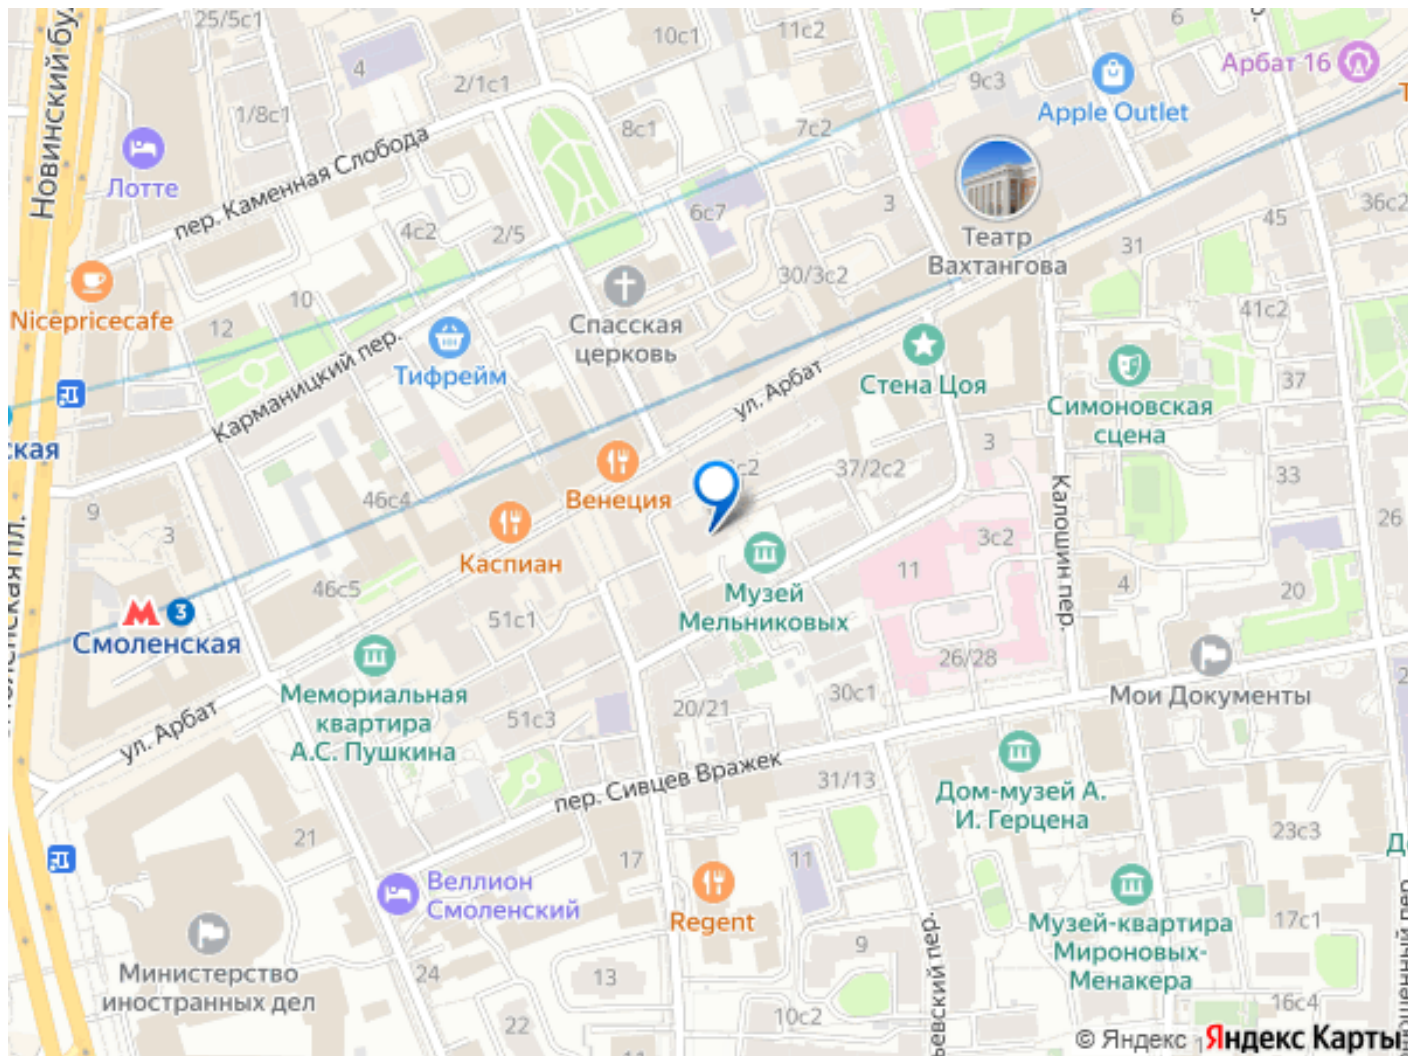 25/5с1
10с1
11с2
6
Арбат 16
Новинский бул
4
2/1с1
9с3
Apple Outlet
1/8с1
8с1
7с2
Лотте
пер. Каменная Слобода
6с7
3
36с2
4с2
2/5
45
Театр
Вахтангова
31
30/3с2
10
Nicepricecafe
12
Спасская
церковь
41с2
Карманицкий пер.
Тифрейм
ул. Арбат
Стена Цоя
37
Симоновская
сцена
ская
3
37/2с2
33
Венеция
46с4
9
3
Калошин пер.
26
Каспиан
3с2
11
4
20
46с5
Музей
Мельниковых
51с1
3
Смоленская
26/28
Мои Документы
Мемориальная
квартира
А.С. Пушкина
30с1
20/21
51с3
ул. Арбат
пер. Сивцев Вражек
31/13
Дом-музей А.
И. Герцена
21
23с3
17
11
Веллион
Смоленский
Regent
17с1
Музей-квартира
Мироновых-
Менакера
9
Министерство
иностранных дел
24
13
16с4
22
10с2
ьевский пер.
11
© Яндекс
Яндекс Карты